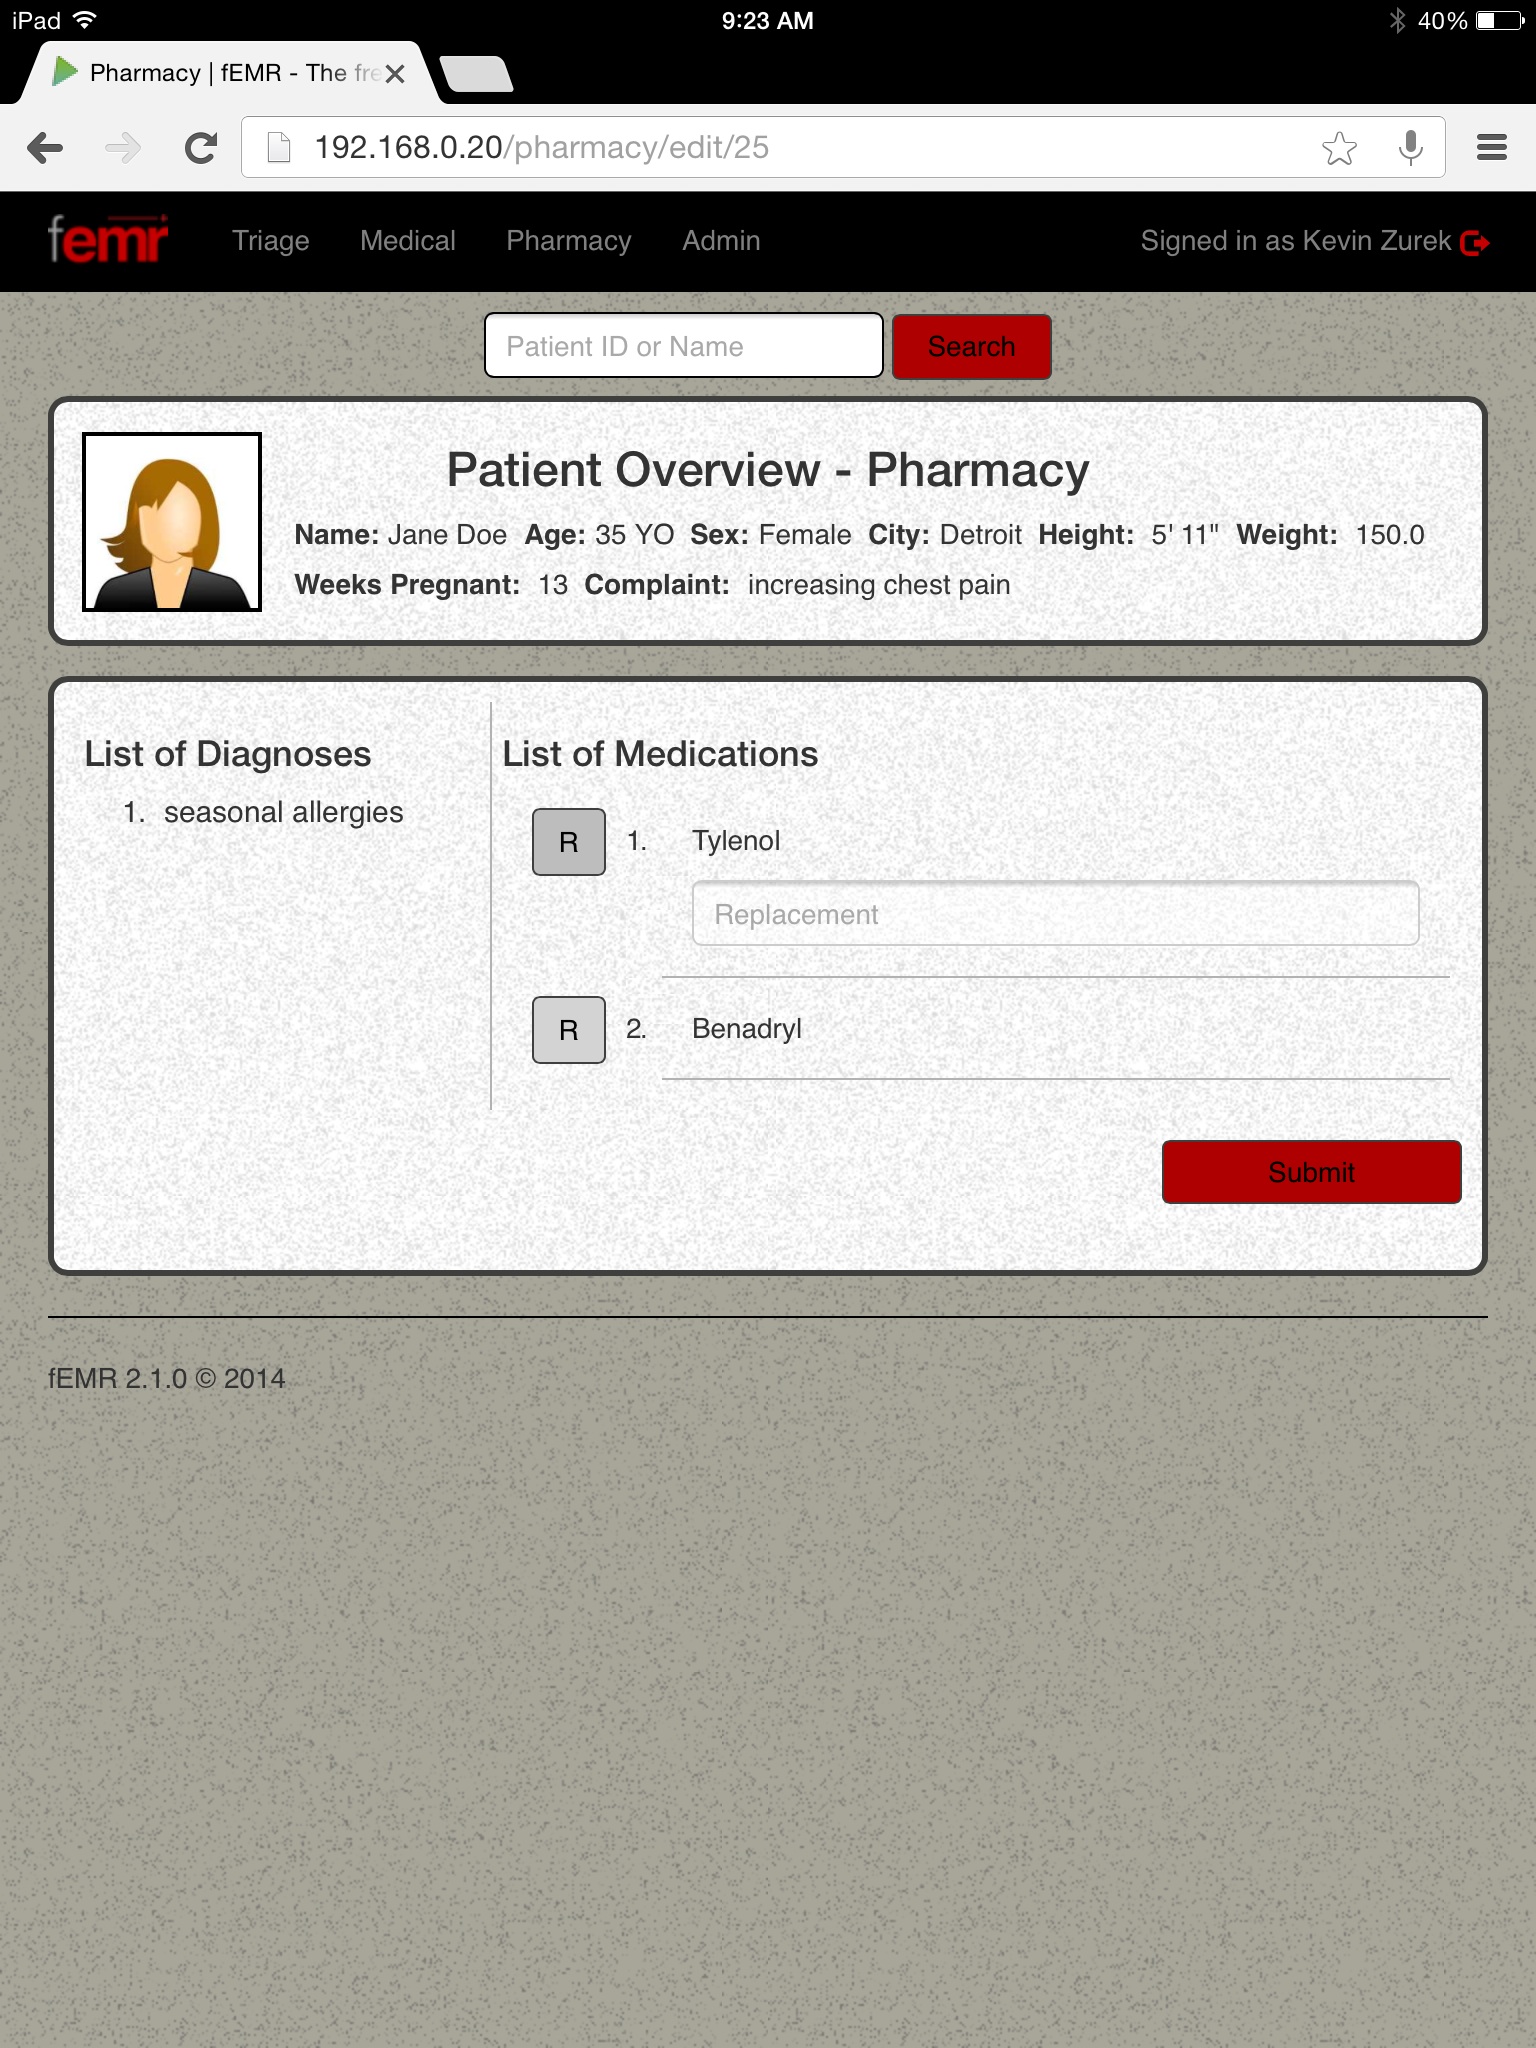 iPad 9:23 AM 40%
Pharmacy | fEMR - The fre
192.168.0.20/pharmacy/edit/25
femr Triage Medical Pharmacy Admin Signed in as Kevin Zurek
Patient ID or Name Search
Patient Overview - Pharmacy
Name: Jane Doe Age: 35 YO Sex: Female City: Detroit Height: 5' 11" Weight: 150.0
Weeks Pregnant: 13 Complaint: increasing chest pain
List of Diagnoses
1. seasonal allergies
List of Medications
R 1. Tylenol
Replacement
R 2. Benadryl
Submit
fEMR 2.1.0 © 2014